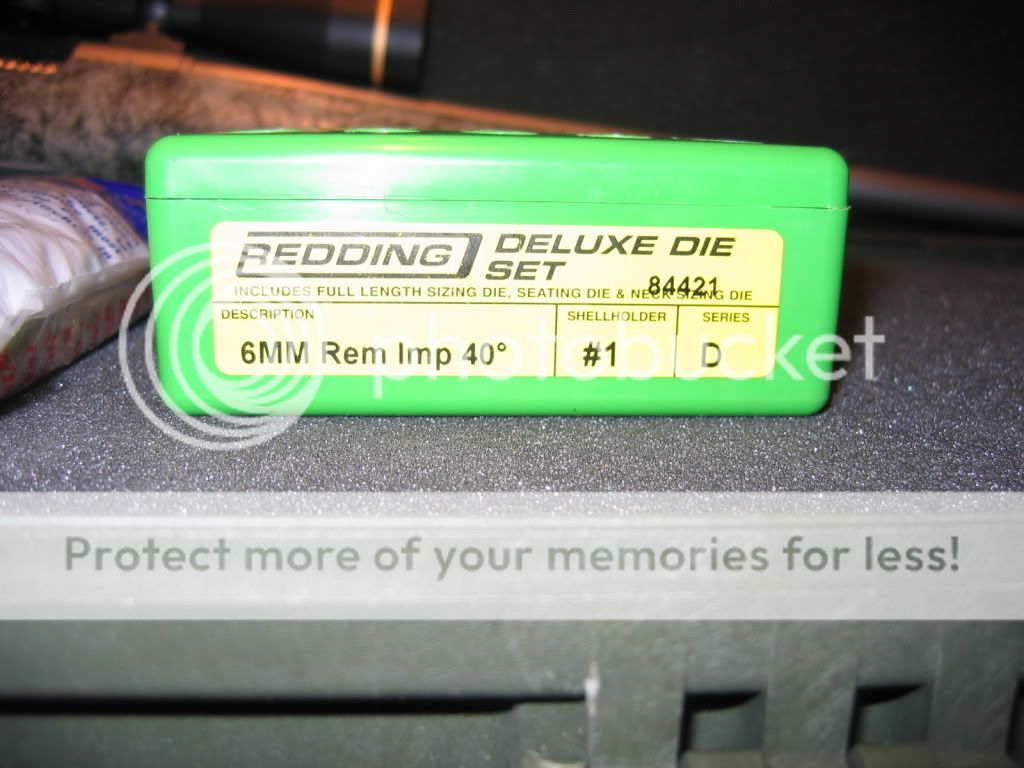 REDDING DELUXE DIE
SET
84421
INCLUDES FULL LENGTH SIZING DIE, SEATING DIE & NECK SIZING DIE
DESCRIPTION SHELLHOLDER SERIES
6MM Rem Imp 40° #1 D
photobucket
Protect more of your memories for less!